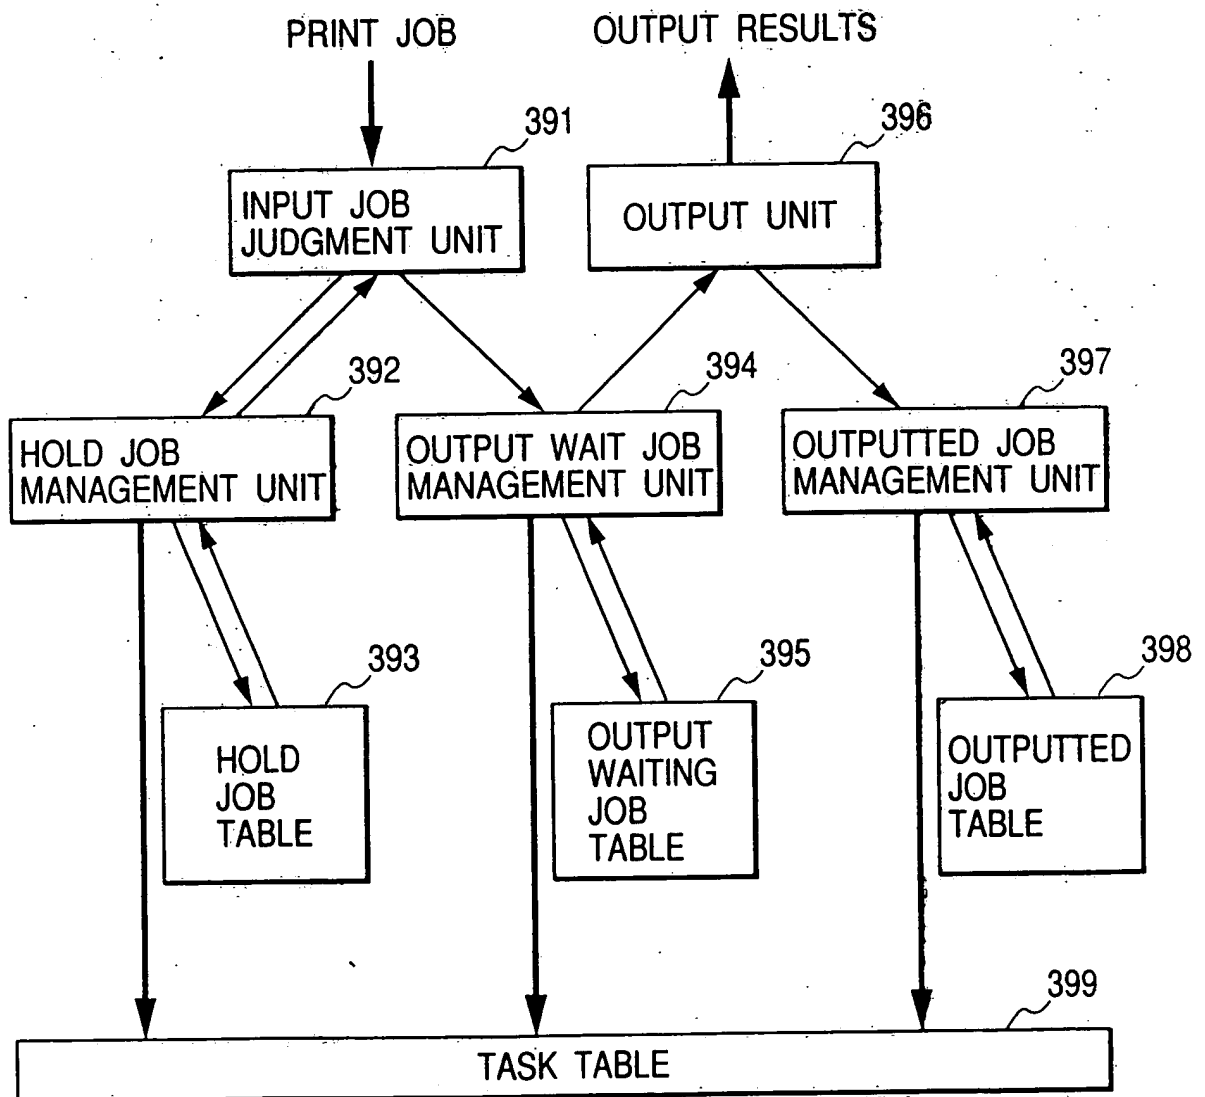 PRINT JOB
OUTPUT RESULTS
391
396
INPUT JOB
JUDGMENT UNIT
OUTPUT UNIT
392
394
397
HOLD JOB
MANAGEMENT UNIT
OUTPUT WAIT JOB
MANAGEMENT UNIT
OUTPUTTED JOB
MANAGEMENT UNIT
393
395
398
HOLD
JOB
TABLE
OUTPUT
WAITING
JOB
TABLE
OUTPUTTED
JOB
TABLE
399
TASK TABLE